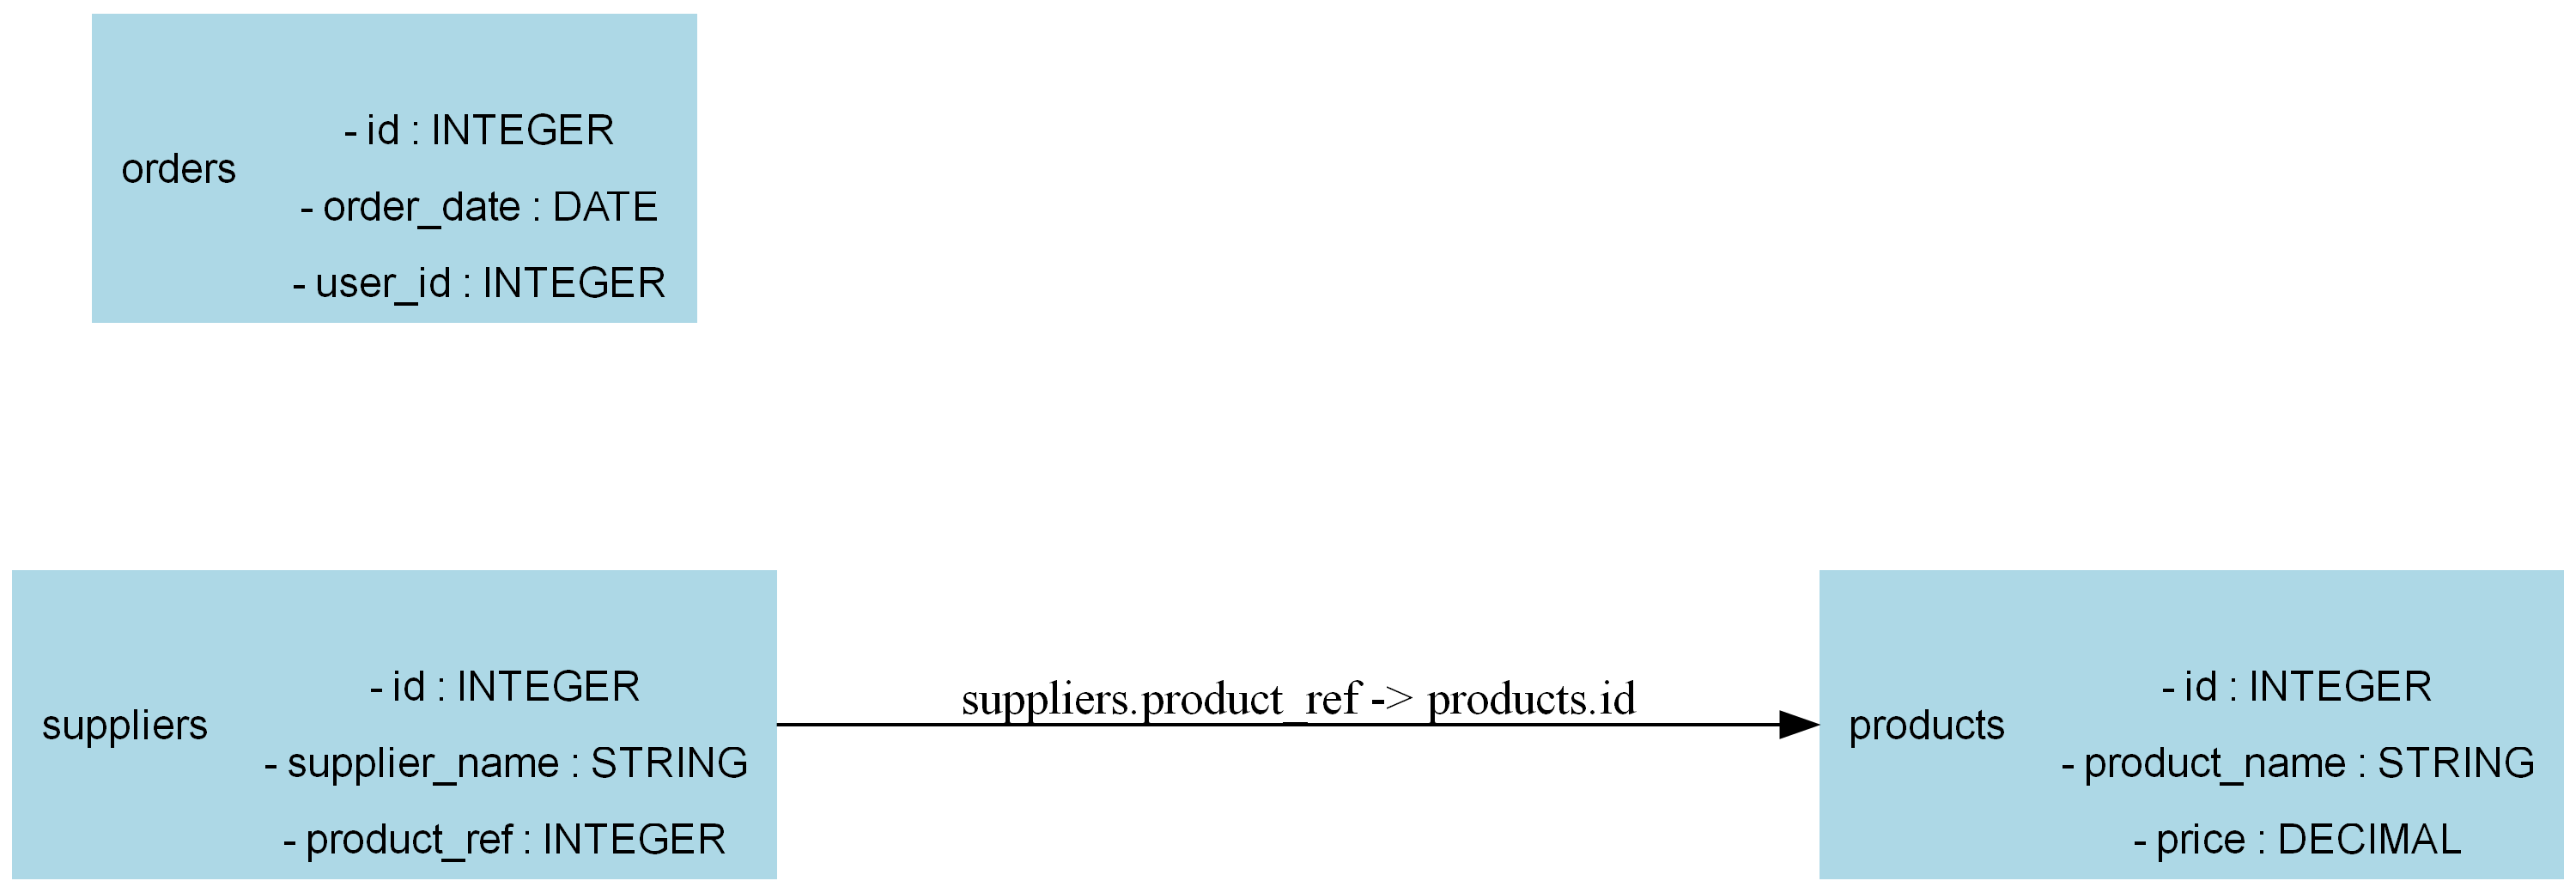 orders
- id : INTEGER
- order_date : DATE
- user_id : INTEGER
suppliers
- id : INTEGER
- supplier_name : STRING
- product_ref : INTEGER
suppliers.product_ref -> products.id
products
- id : INTEGER
- product_name : STRING
- price : DECIMAL